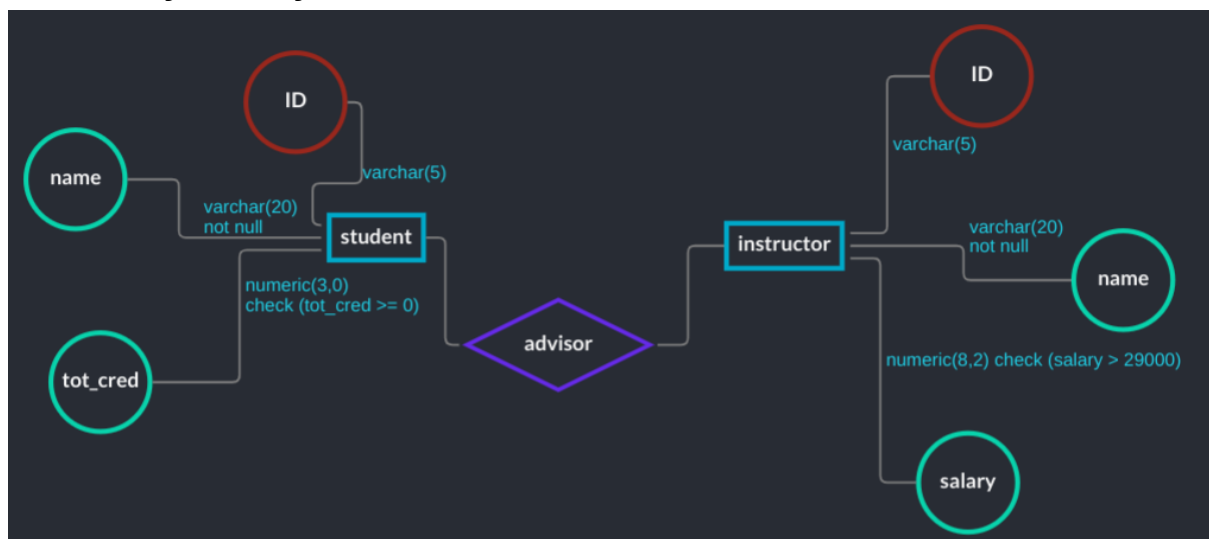 ID
ID
varchar(5)
varchar(5)
name
varchar(20)
not null
student
instructor
varchar(20)
not null
name
numeric(3,0)
check (tot_cred >= 0)
advisor
numeric(8,2) check (salary > 29000)
tot_cred
salary